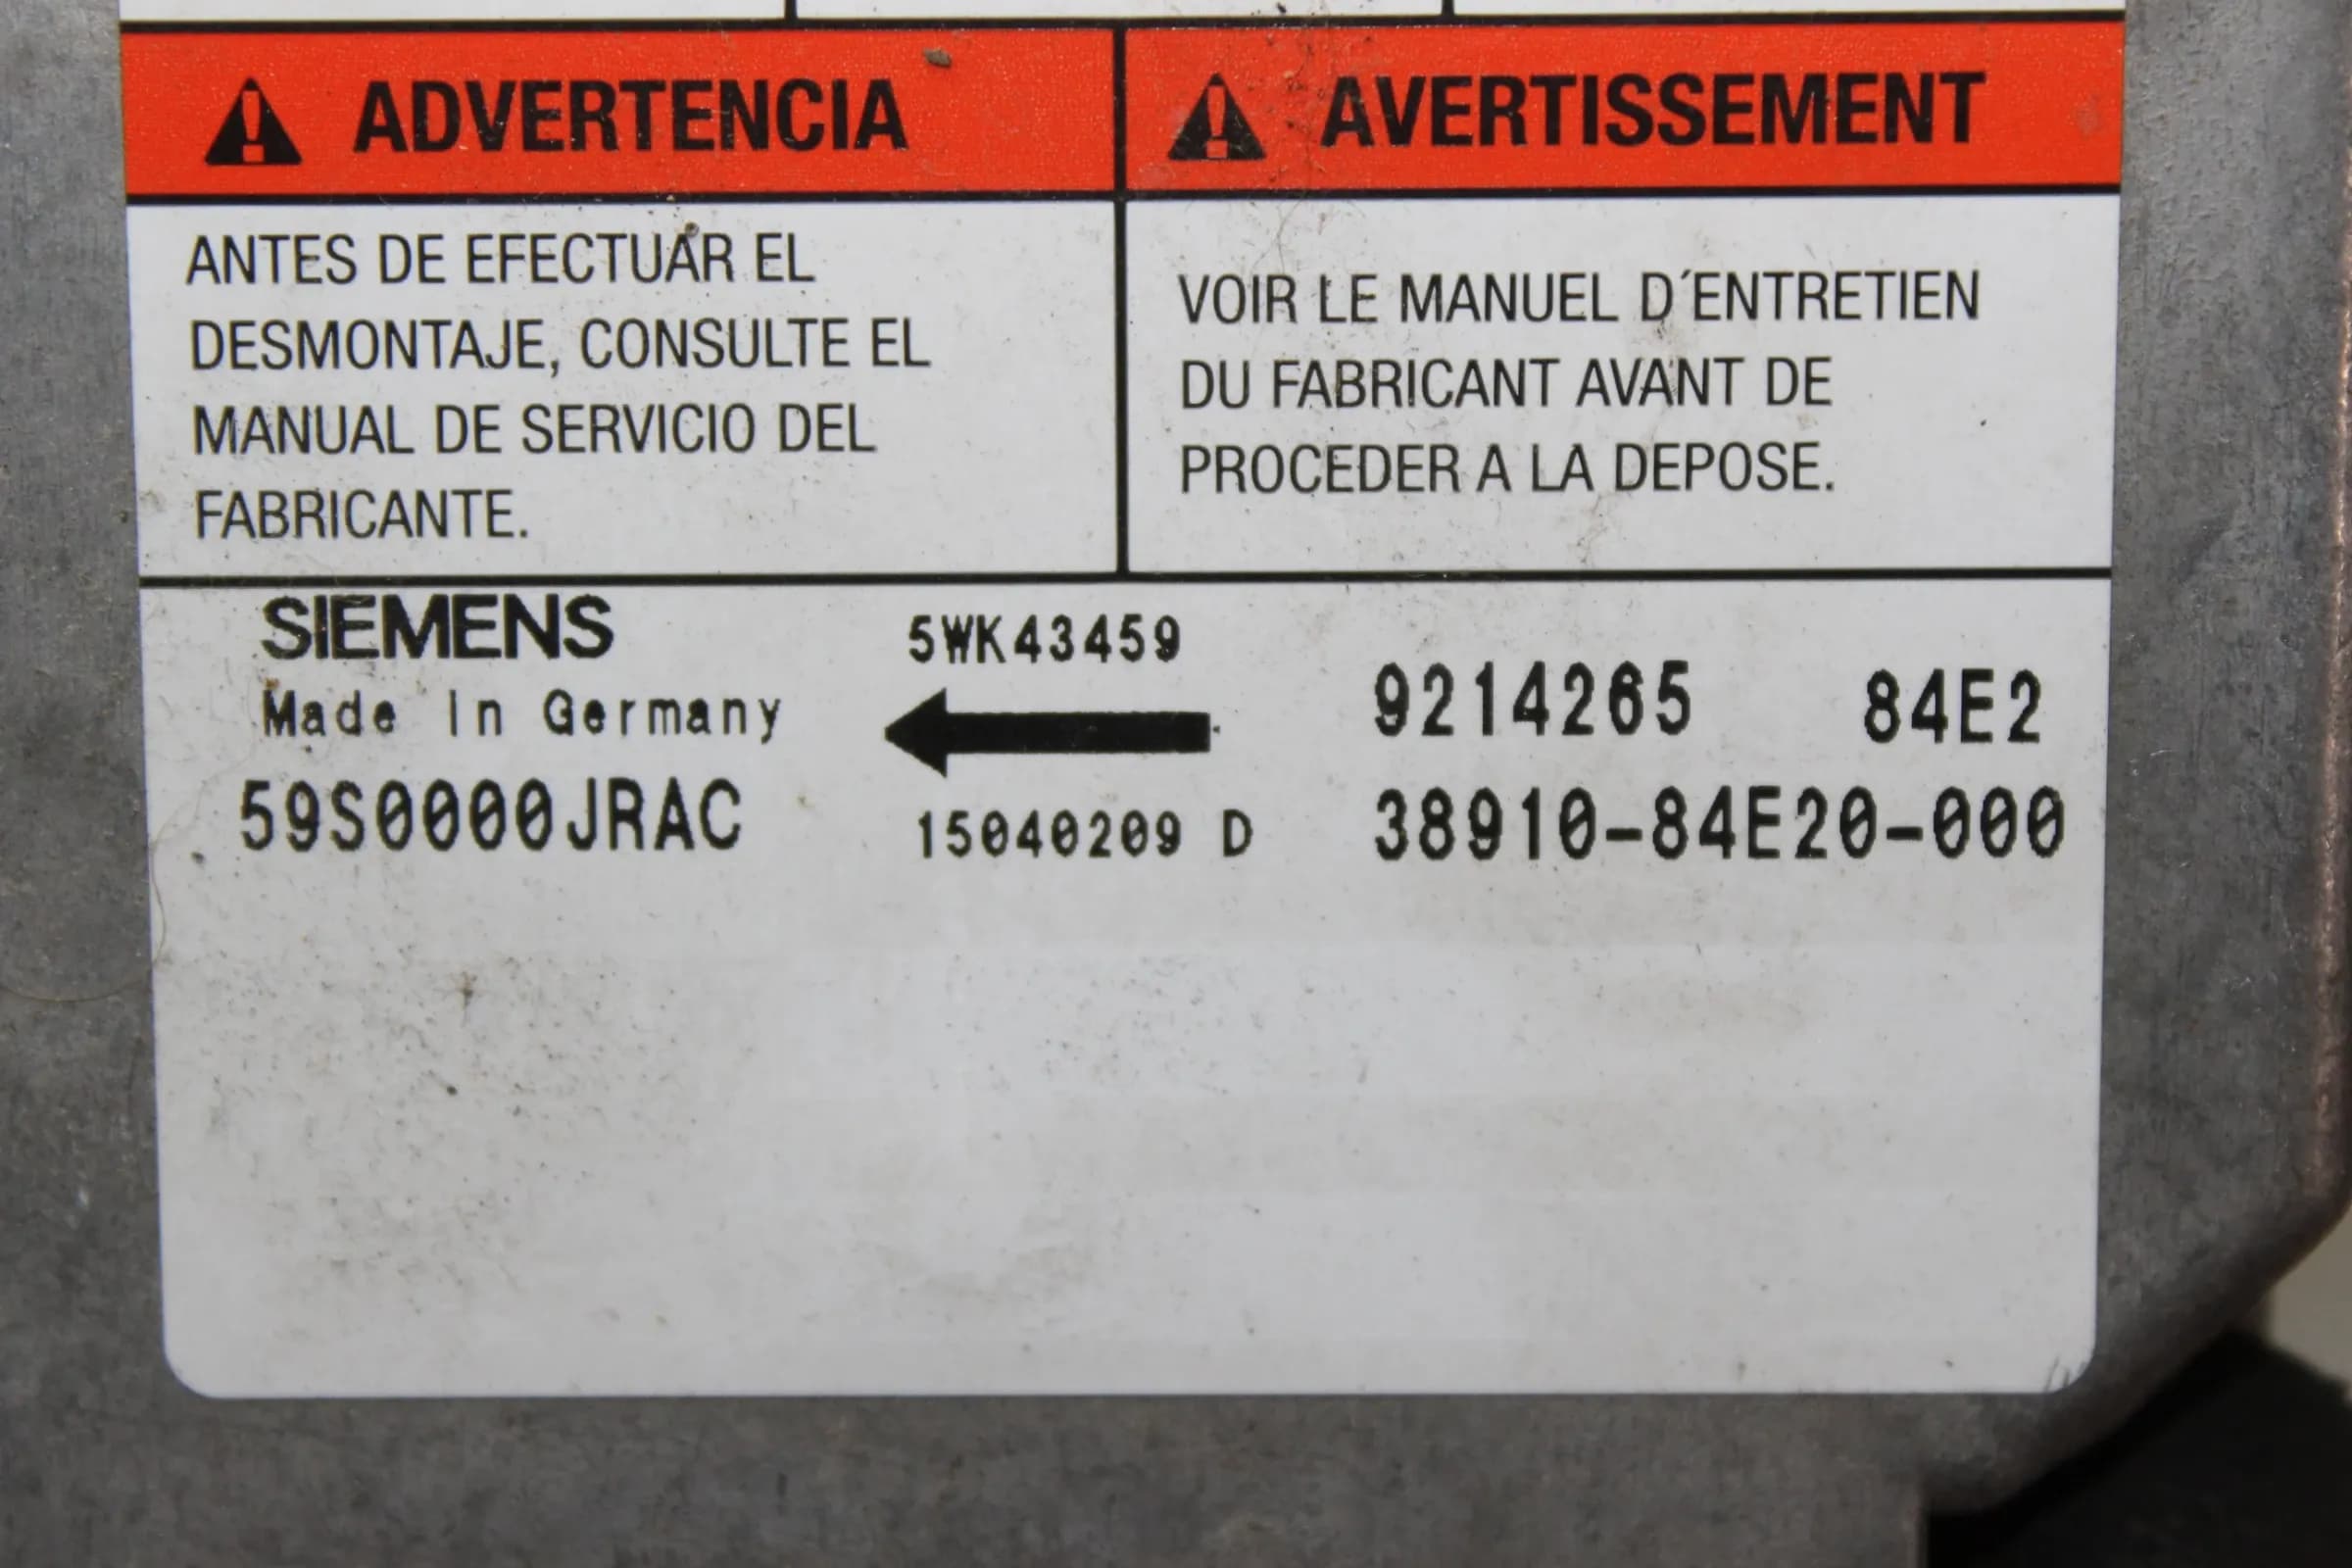 ADVERTENCIA
ANTES DE EFECTUAR EL
DESMONTAJE, CONSULTE EL
MANUAL DE SERVICIO DEL
FABRICANTE.
AVERTISSEMENT
VOIR LE MANUEL D´ENTRETIEN
DU FABRICANT AVANT DE
PROCEDER A LA DEPOSE.
SIEMENS
Made In Germany
59S0000JRAC
5WK43459
15040209 D
9214265 84E2
38910-84E20-000